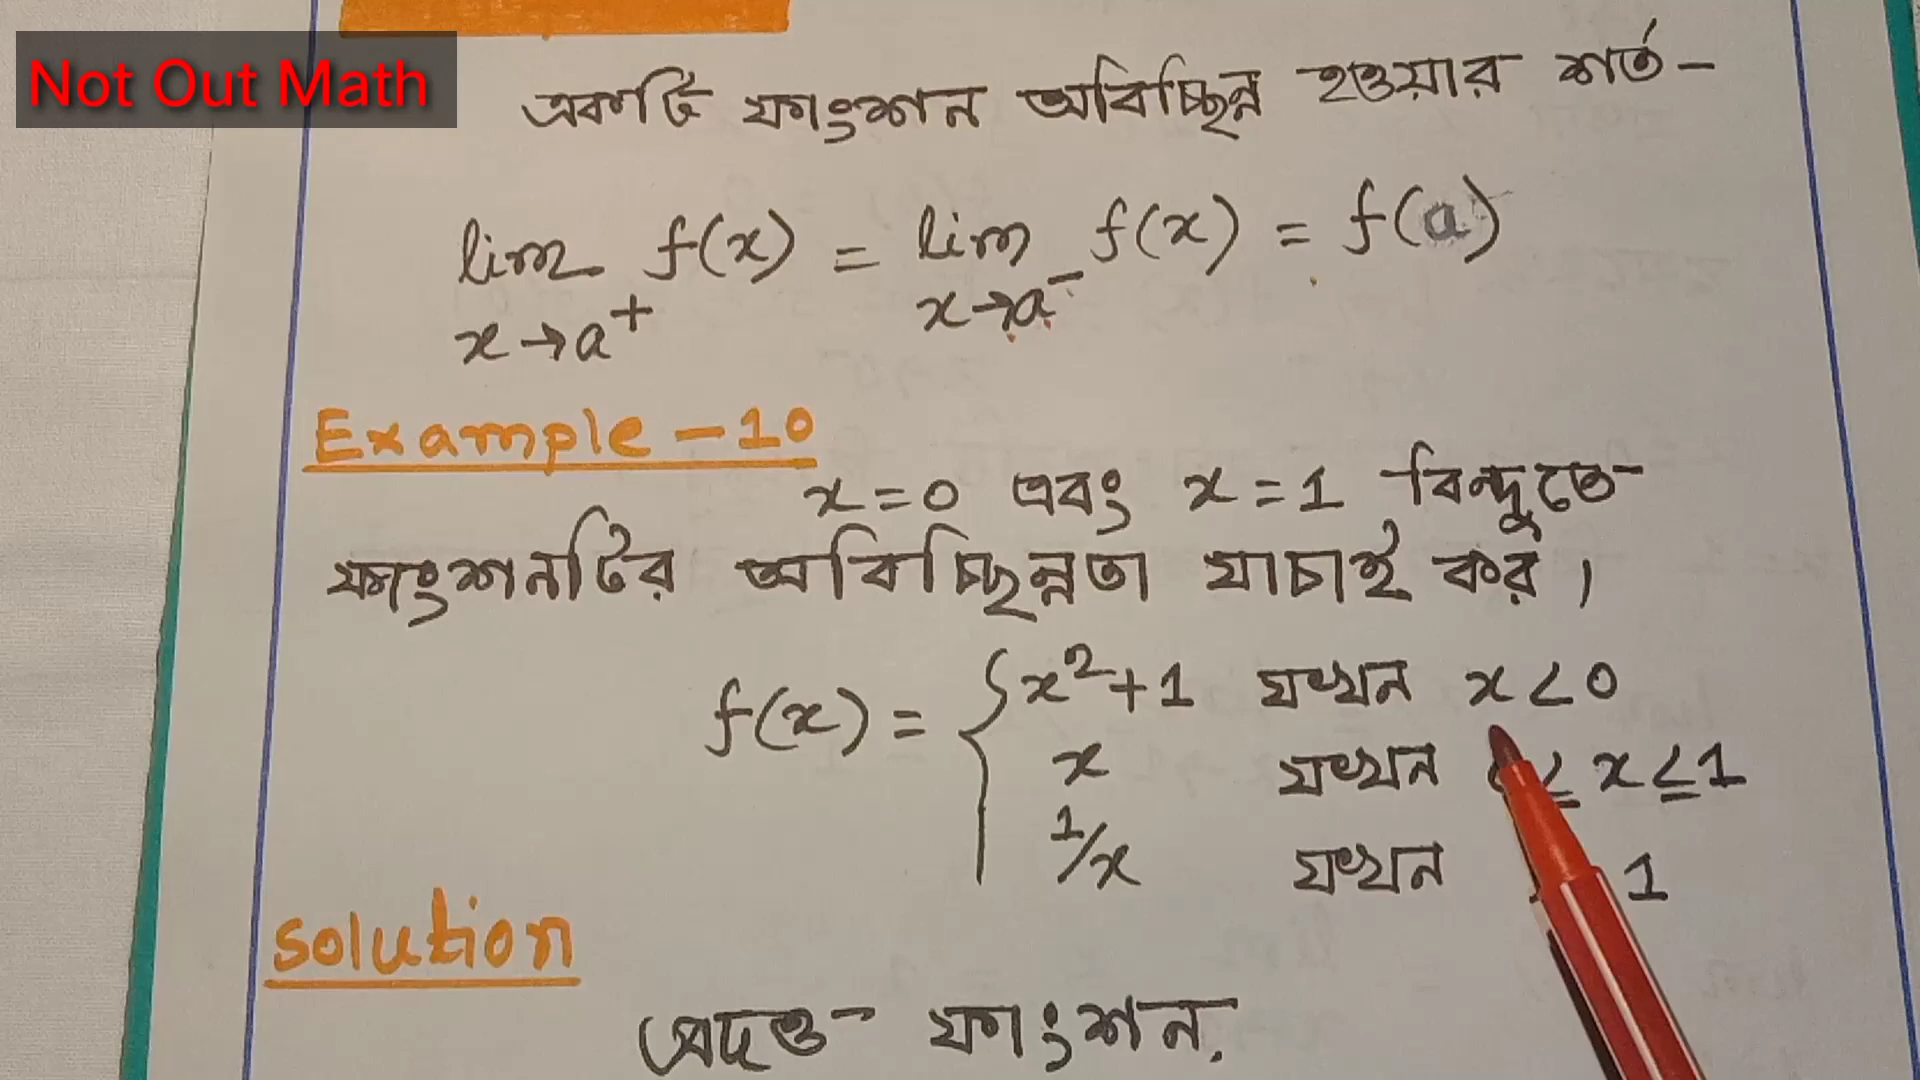 Not Out Math
একটি ফাংশন অবিচ্ছিন্ন হওয়ার শর্ত -
lim f(x) = lim f(x) = f(a)
x→a⁺ x→a⁻
Example - 10
x = 0 এবং x = 1 বিন্দুতে
ফাংশনটির অবিচ্ছিন্নতা যাচাই কর।
f(x) = { x² + 1 যখন x < 0
x যখন ≤ x ≤ 1
1/x যখন 1
solution
প্রদত্ত ফাংশন,